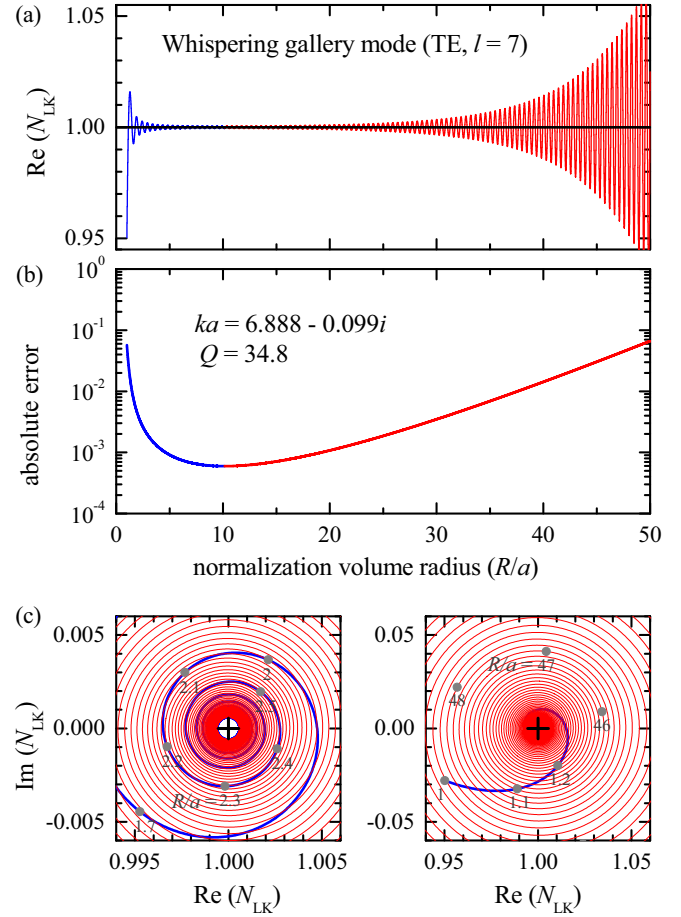 (a)
1.05
1.00
0.95
Re (N_LK)
Whispering gallery mode (TE, l = 7)
(b)
10^0
10^-1
10^-2
10^-3
10^-4
absolute error
ka = 6.888 - 0.099i
Q = 34.8
0 10 20 30 40 50
normalization volume radius (R/a)
(c)
0.005
0.000
-0.005
Im (N_LK)
2
2.1
2.2
R/a = 2.3
2.4
1.7
0.995 1.000 1.005
Re (N_LK)
0.05
0.00
-0.05
R/a = 47
48
46
1
1.1
1.2
0.95 1.00 1.05
Re (N_LK)